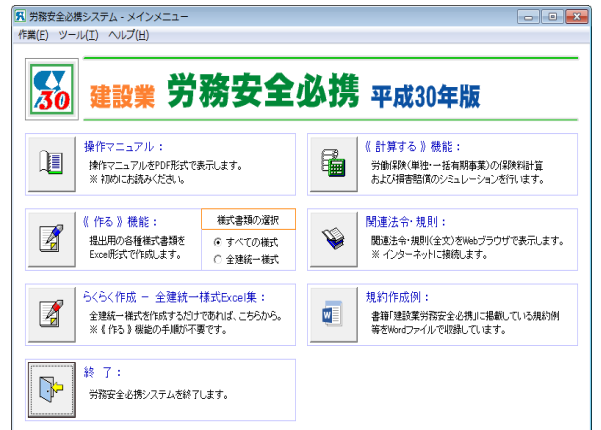 労務安全必携システム - メインメニュー
作業(F) ツール(T) ヘルプ(H)
30 建設業 労務安全必携 平成30年版
操作マニュアル：
操作マニュアルをPDF形式で表示します。
※ 初めにお読みください。
《 計算する 》 機能：
労働保険(単独・一括有期事業)の保険料計算
および損害賠償のシミュレーションを行います。
《 作る 》 機能：
提出用の各種様式書類を
Excel形式で作成します。
様式書類の選択
すべての様式
全建統一様式
関連法令・規則：
関連法令・規則(全文)をWebブラウザで表示します。
※ インターネットに接続します。
らくらく作成 － 全建統一様式Excel集：
全建統一様式を作成するだけであれば、こちらから。
※《 作る 》機能の手順が不要です。
規約作成例：
書籍「建設業労務安全必携」に掲載している規約例
等をWordファイルで収録しています。
終 了：
労務安全必携システムを終了します。